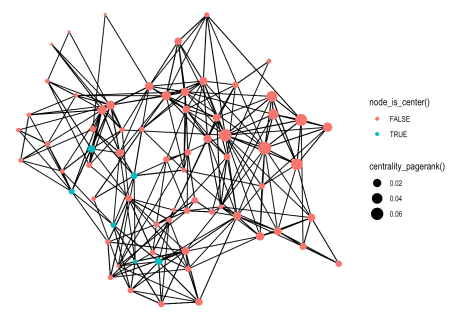 node_is_center()
FALSE
TRUE
centrality_pagerank()
0.02
0.04
0.06